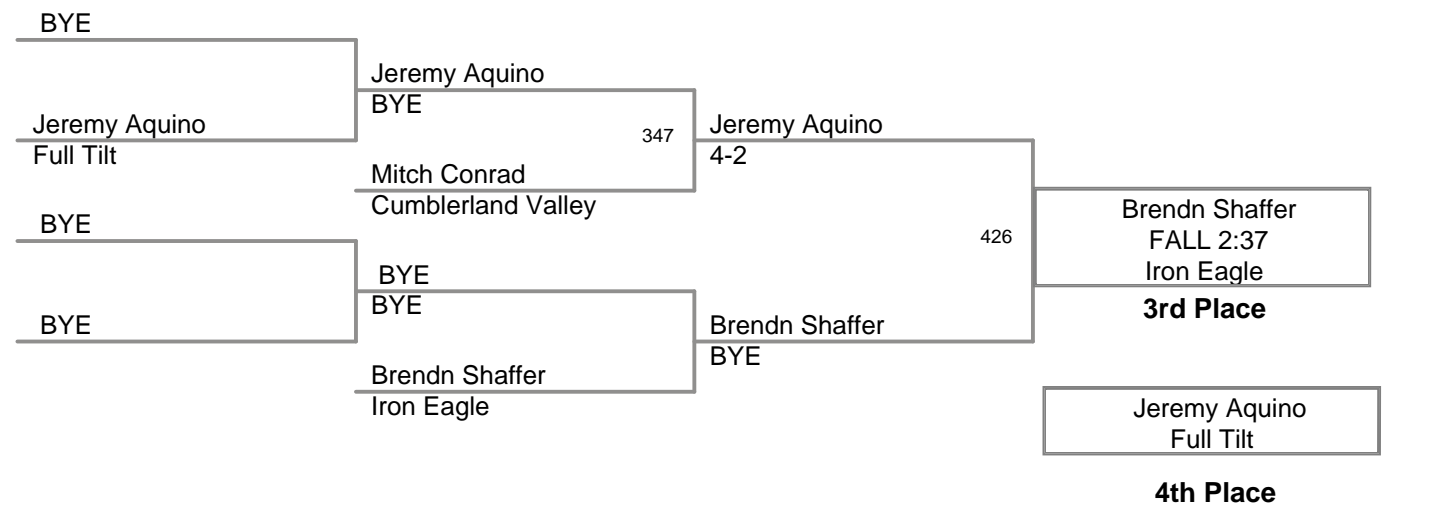 BYE
Jeremy Aquino
BYE
Jeremy Aquino
Full Tilt
347
Jeremy Aquino
4-2
Mitch Conrad
Cumblerland Valley
BYE
426
Brendn Shaffer
FALL 2:37
Iron Eagle
3rd Place
BYE
BYE
BYE
Brendn Shaffer
BYE
Brendn Shaffer
Iron Eagle
Jeremy Aquino
Full Tilt
4th Place